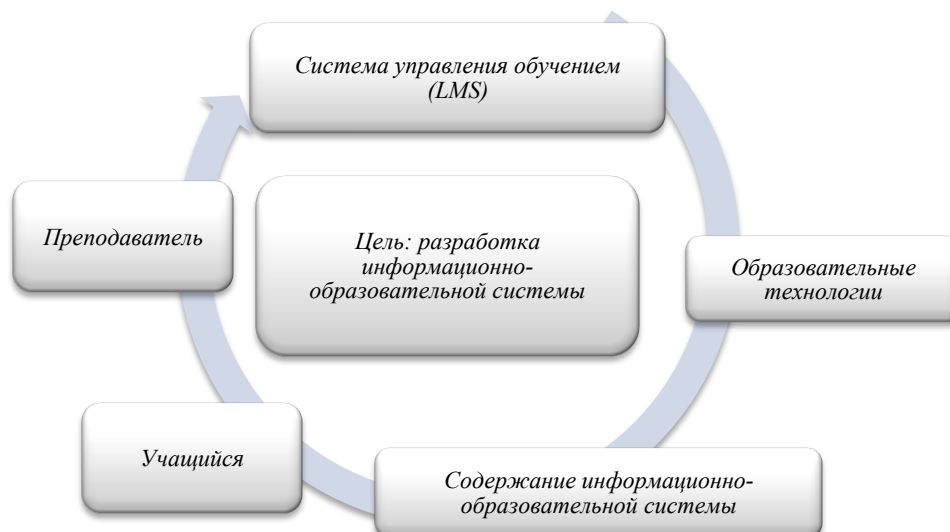 Система управления обучением
(LMS)
Преподаватель
Цель: разработка
информационно-
образовательной системы
Образовательные
технологии
Учащийся
Содержание информационно-
образовательной системы